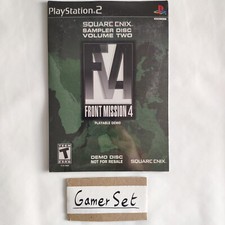 PlayStation 2
SQUARE ENIX
SAMPLER DISC
VOLUME TWO
FRONT MISSION 4
PLAYABLE DEMO
T
DEMO DISC
NOT FOR RESALE
SQUARE ENIX
GamerSet